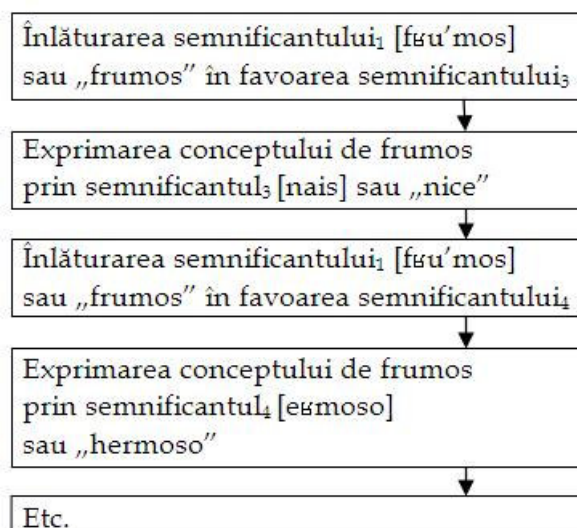 Înlăturarea semnificantului₁ [fʁu’mos]
sau „frumos” în favoarea semnificantului₃
Exprimarea conceptului de frumos
prin semnificantul₃ [nais] sau „nice”
Înlăturarea semnificantului₁ [fʁu’mos]
sau „frumos” în favoarea semnificantului₄
Exprimarea conceptului de frumos
prin semnificantul₄ [eʁmoso]
sau „hermoso”
Etc.